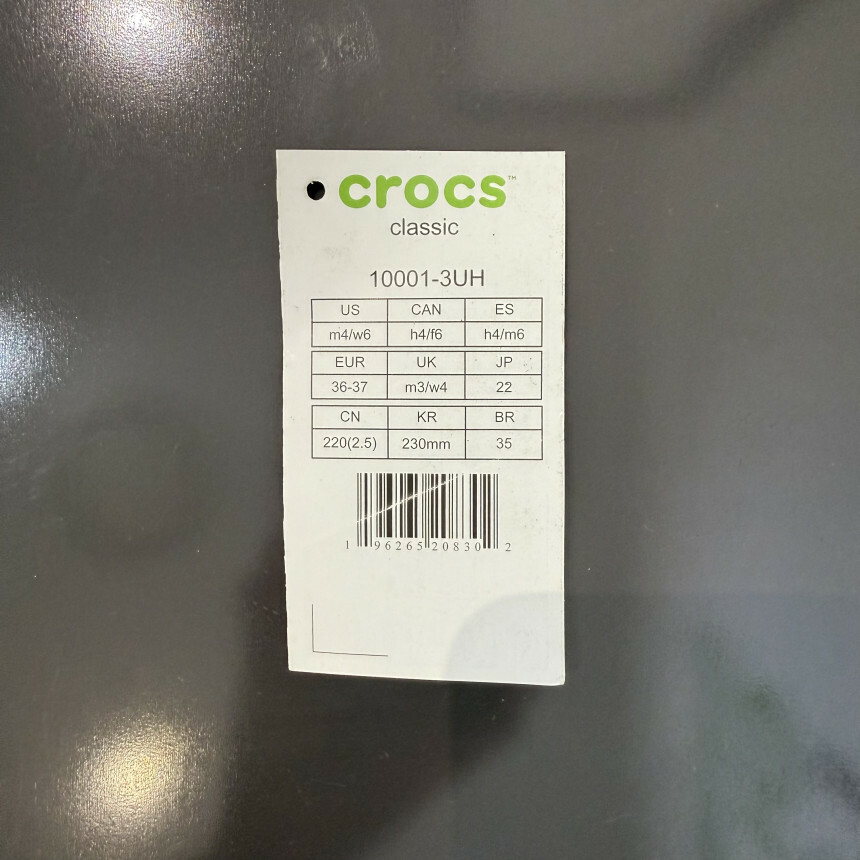 crocs™
classic
10001-3UH
US CAN ES
m4/w6 h4/f6 h4/m6
EUR UK JP
36-37 m3/w4 22
CN KR BR
220(2.5) 230mm 35
1 96265 20830 2